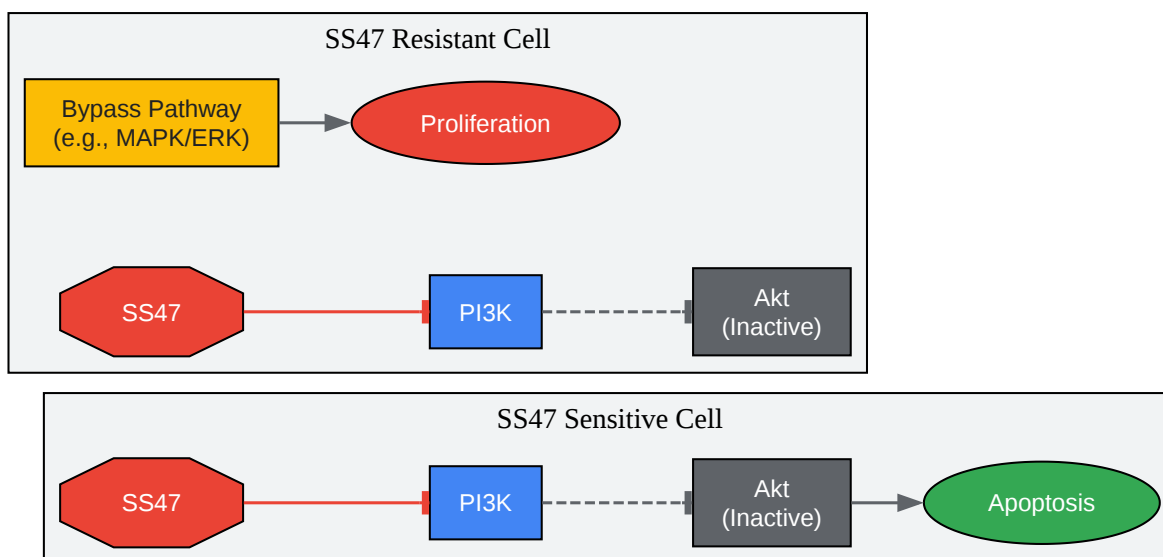 SS47 Resistant Cell
Bypass Pathway
(e.g., MAPK/ERK)
Proliferation
SS47
PI3K
Akt
(Inactive)
SS47 Sensitive Cell
SS47
PI3K
Akt
(Inactive)
Apoptosis